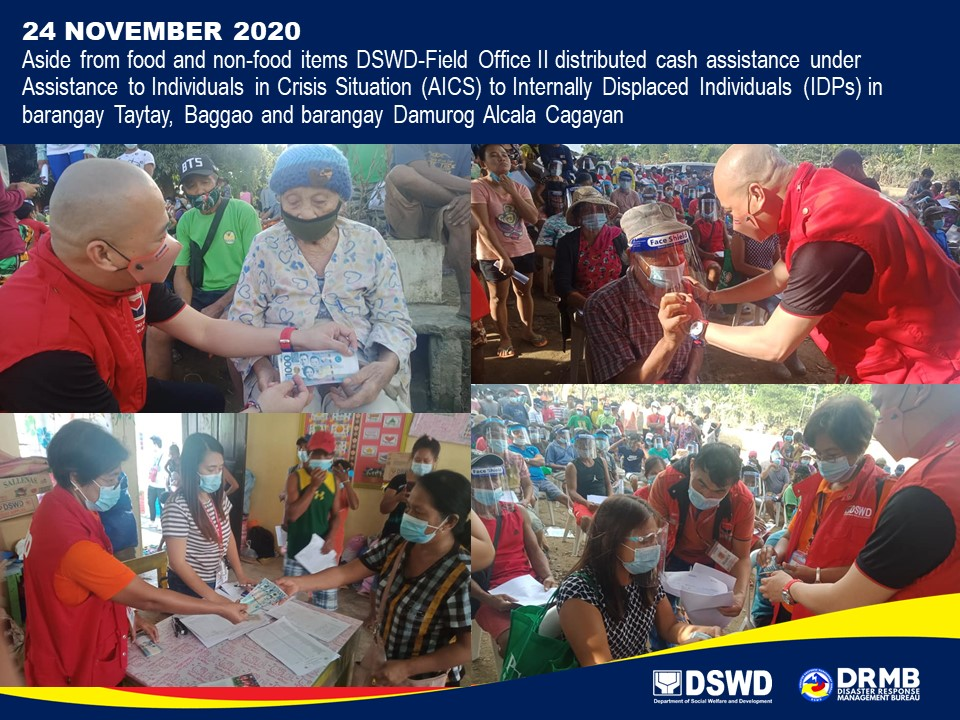 24 NOVEMBER 2020
Aside from food and non-food items DSWD-Field Office II distributed cash assistance under
Assistance to Individuals in Crisis Situation (AICS) to Internally Displaced Individuals (IDPs) in
barangay Taytay, Baggao and barangay Damurog Alcala Cagayan
BTS
Face Shield
DSWD
DSWD
Department of Social Welfare and Development
DRMB
DISASTER RESPONSE
MANAGEMENT BUREAU